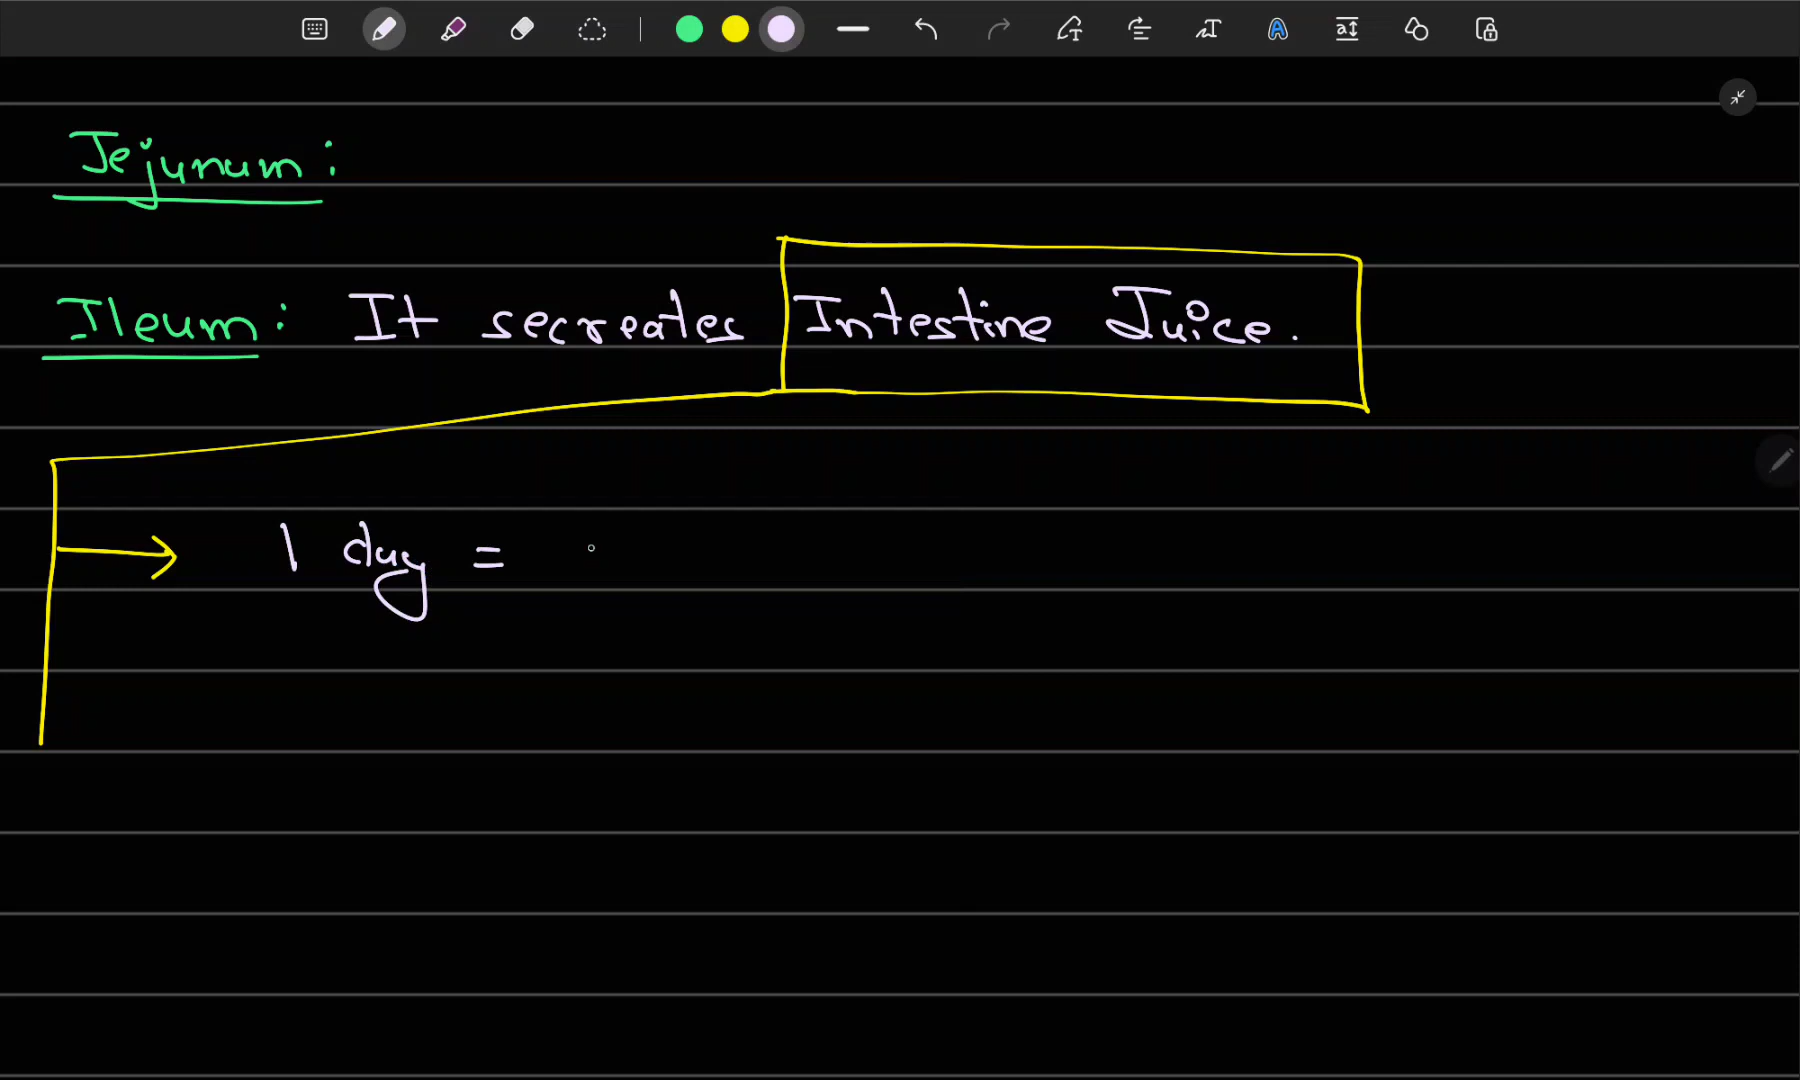 Jejunum :
Ileum : It secreates Intestine Juice.
1 day =